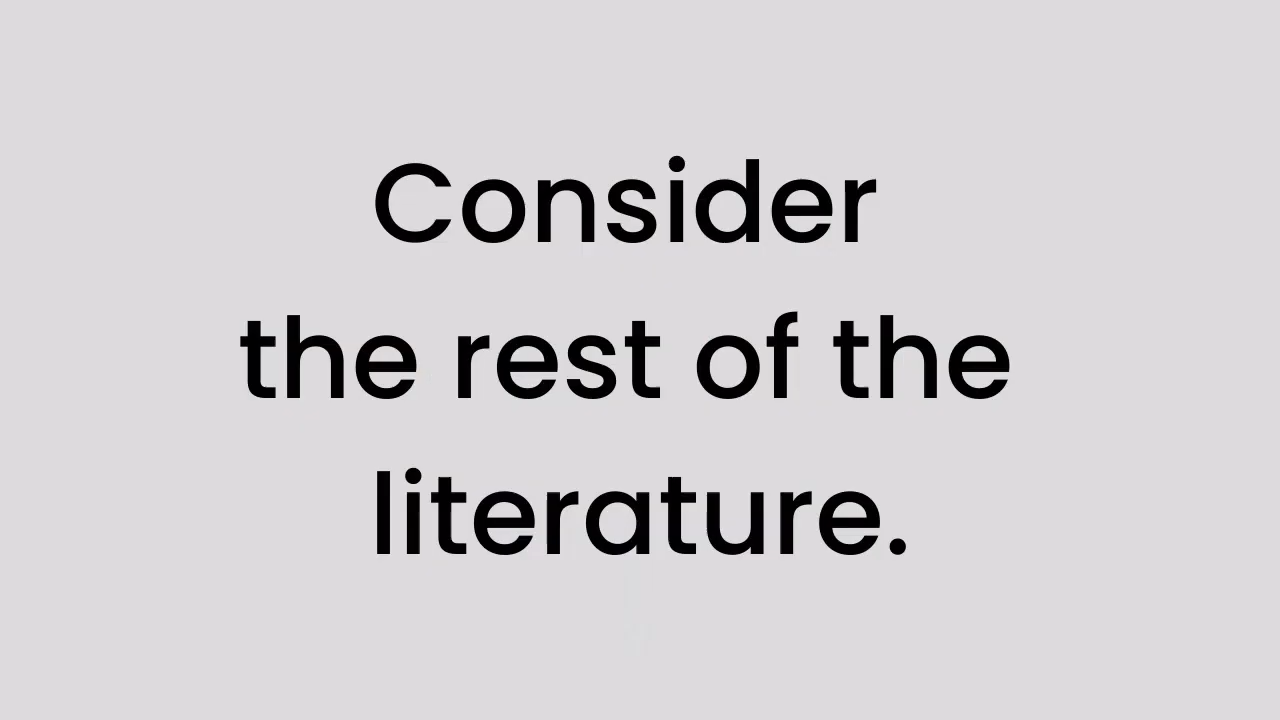 Consider
the rest of the
literature.